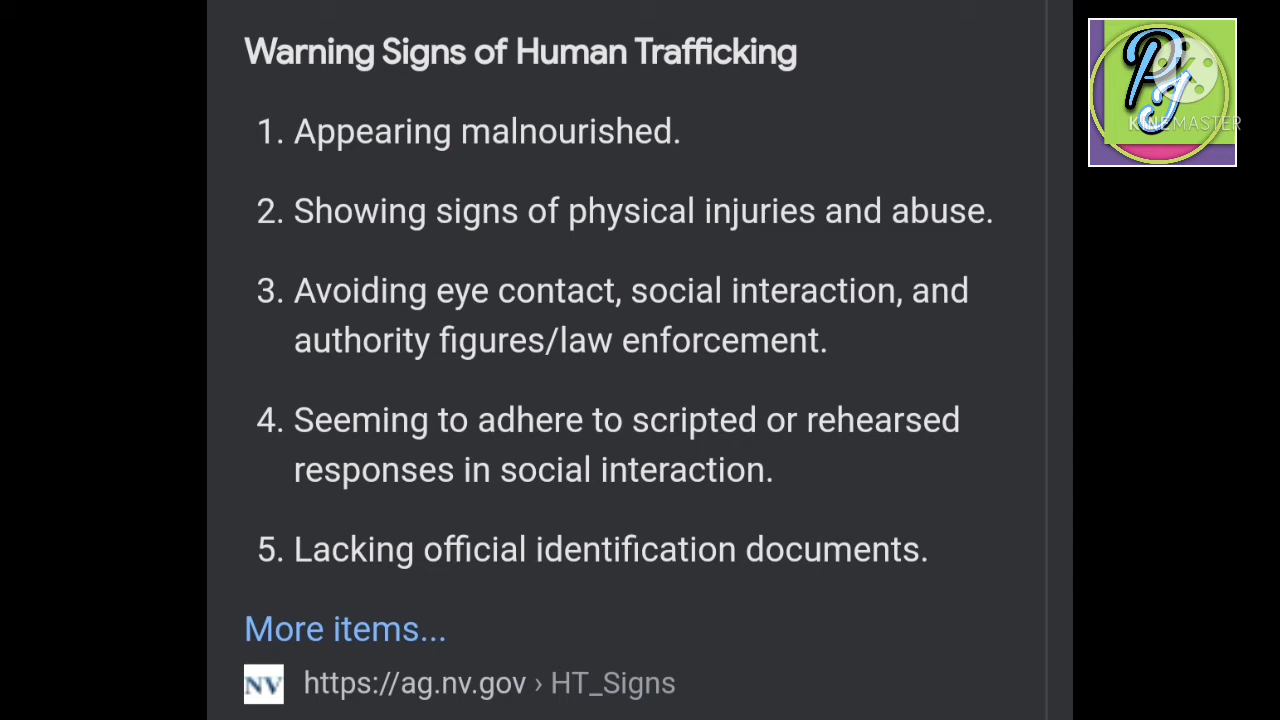 Warning Signs of Human Trafficking
1. Appearing malnourished.
2. Showing signs of physical injuries and abuse.
3. Avoiding eye contact, social interaction, and
authority figures/law enforcement.
4. Seeming to adhere to scripted or rehearsed
responses in social interaction.
5. Lacking official identification documents.
More items...
NV https://ag.nv.gov › HT_Signs
PJ
KINEMASTER